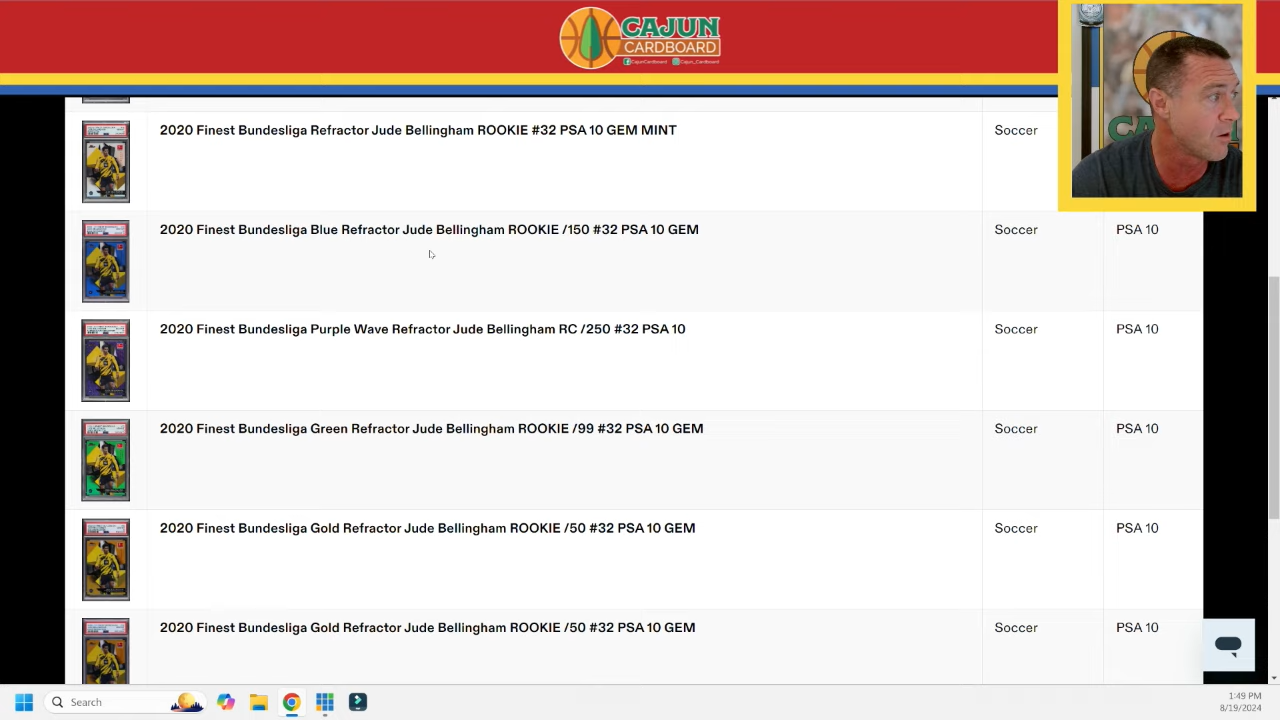 CAJUN
CARDBOARD
CajunCardboard Cajun_Cardboard
2020 Finest Bundesliga Refractor Jude Bellingham ROOKIE #32 PSA 10 GEM MINT
Soccer
2020 Finest Bundesliga Blue Refractor Jude Bellingham ROOKIE /150 #32 PSA 10 GEM
Soccer
PSA 10
2020 Finest Bundesliga Purple Wave Refractor Jude Bellingham RC /250 #32 PSA 10
Soccer
PSA 10
2020 Finest Bundesliga Green Refractor Jude Bellingham ROOKIE /99 #32 PSA 10 GEM
Soccer
PSA 10
2020 Finest Bundesliga Gold Refractor Jude Bellingham ROOKIE /50 #32 PSA 10 GEM
Soccer
PSA 10
2020 Finest Bundesliga Gold Refractor Jude Bellingham ROOKIE /50 #32 PSA 10 GEM
Soccer
PSA 10
Search
1:49 PM
8/19/2024